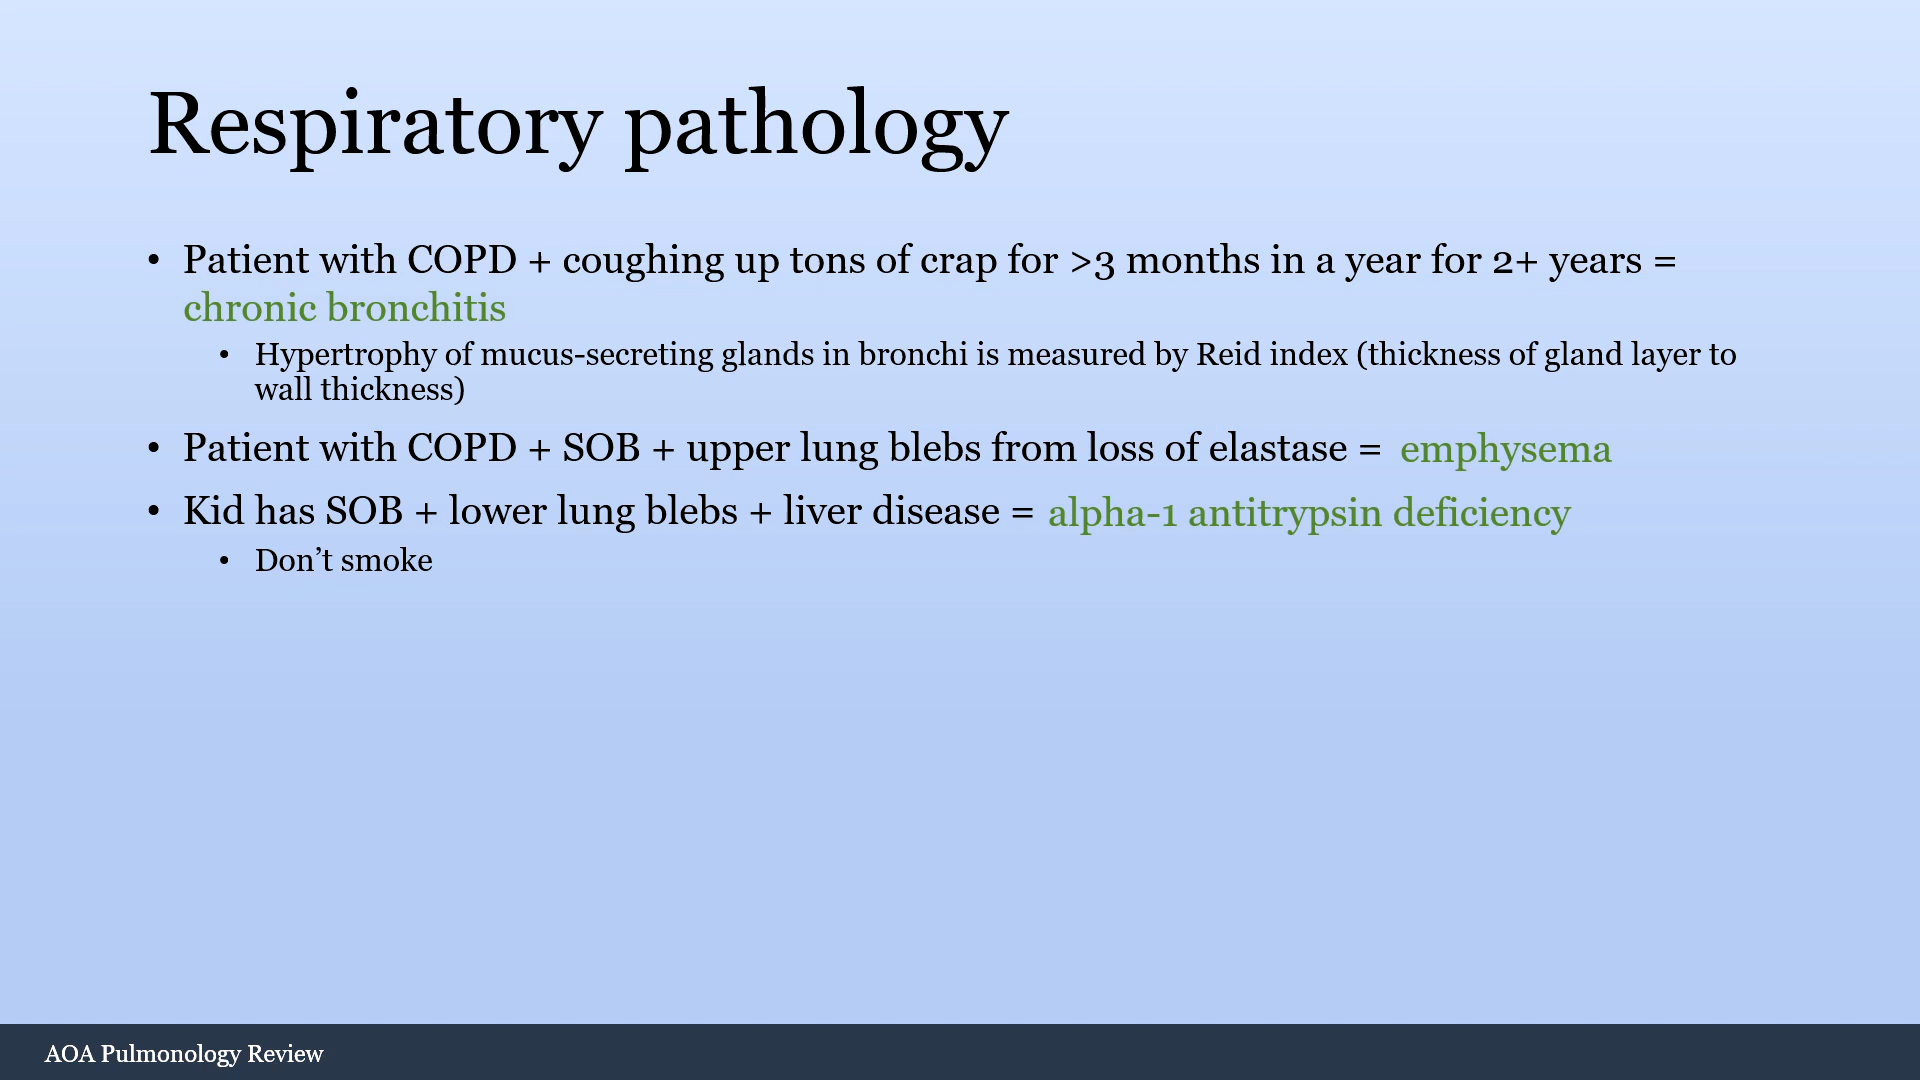 Respiratory pathology
• Patient with COPD + coughing up tons of crap for >3 months in a year for 2+ years =
chronic bronchitis
• Hypertrophy of mucus-secreting glands in bronchi is measured by Reid index (thickness of gland layer to
wall thickness)
• Patient with COPD + SOB + upper lung blebs from loss of elastase = emphysema
• Kid has SOB + lower lung blebs + liver disease = alpha-1 antitrypsin deficiency
• Don’t smoke
AOA Pulmonology Review